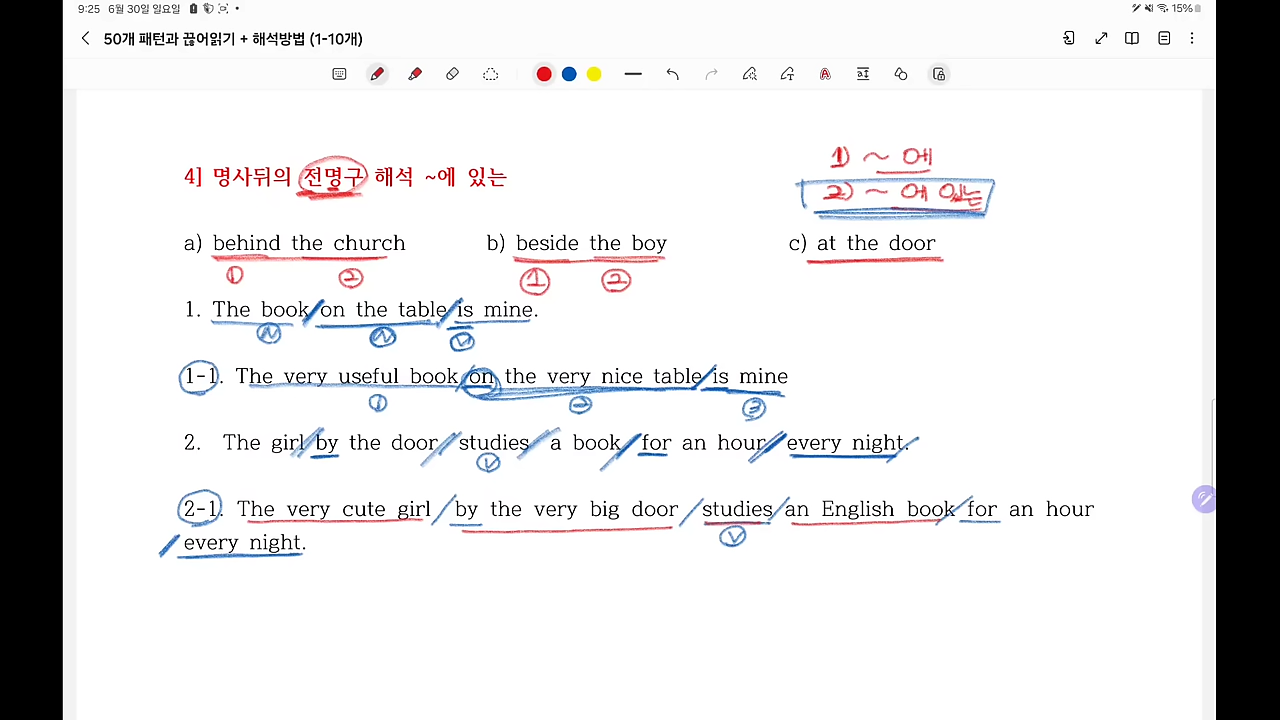 9:25 6월 30일 일요일
15%
50개 패턴과 끊어읽기 + 해석방법 (1-10개)
1) ~ 에
4] 명사뒤의 전명구 해석 ~에 있는
2) ~ 에 있는
a) behind the church b) beside the boy c) at the door
① ② ① ②
1. The book / on the table / is mine.
N N V
1-1. The very useful book / on the very nice table / is mine
① ② ③
2. The girl / by the door / studies / a book / for an hour / every night.
V
2-1. The very cute girl / by the very big door / studies / an English book / for an hour
V
/ every night.